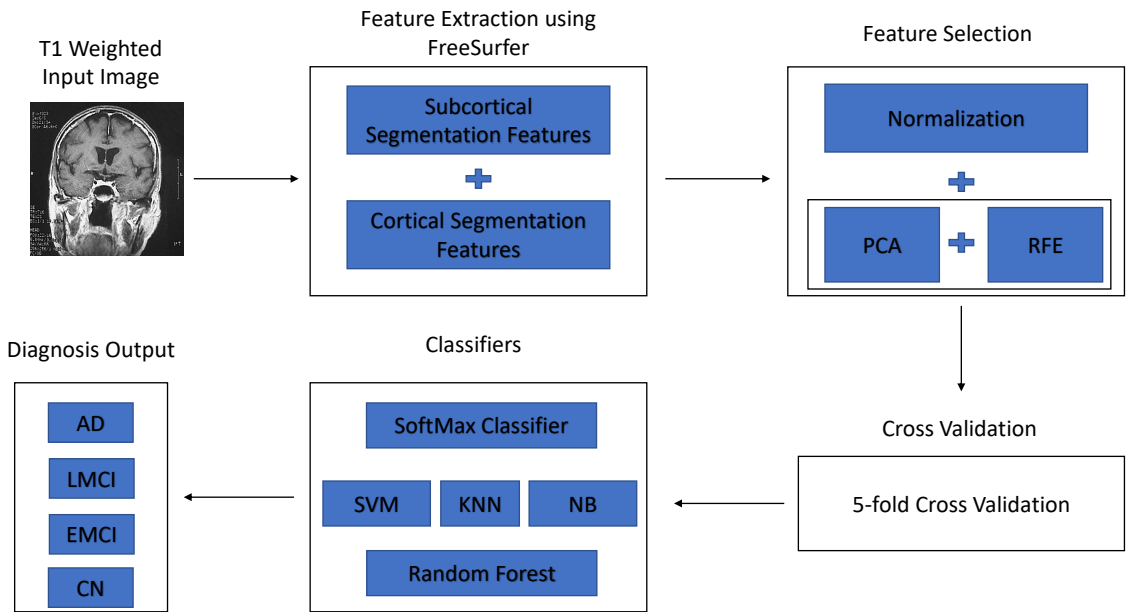 T1 Weighted
Input Image
Feature Extraction using
FreeSurfer
Subcortical
Segmentation Features
Cortical Segmentation
Features
Feature Selection
Normalization
PCA
RFE
Cross Validation
5-fold Cross Validation
Classifiers
SoftMax Classifier
SVM
KNN
NB
Random Forest
Diagnosis Output
AD
LMCI
EMCI
CN